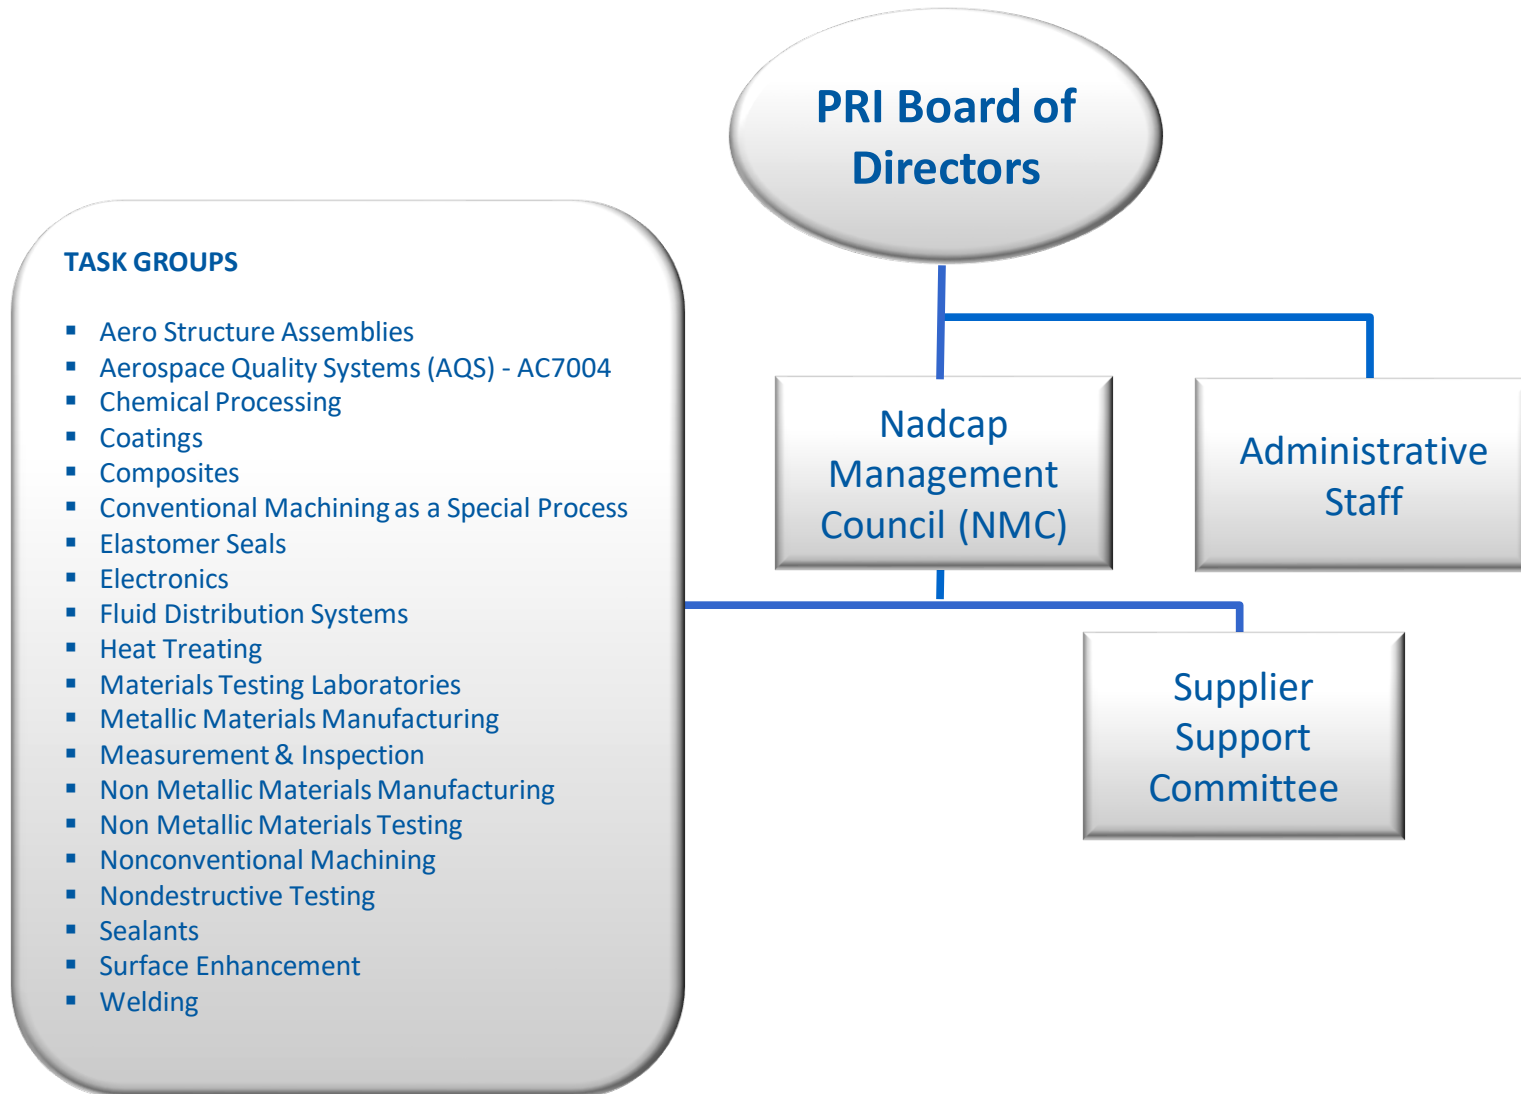 PRI Board of
Directors
TASK GROUPS
▪ Aero Structure Assemblies
▪ Aerospace Quality Systems (AQS) - AC7004
▪ Chemical Processing
▪ Coatings
▪ Composites
▪ Conventional Machining as a Special Process
▪ Elastomer Seals
▪ Electronics
▪ Fluid Distribution Systems
▪ Heat Treating
▪ Materials Testing Laboratories
▪ Metallic Materials Manufacturing
▪ Measurement & Inspection
▪ Non Metallic Materials Manufacturing
▪ Non Metallic Materials Testing
▪ Nonconventional Machining
▪ Nondestructive Testing
▪ Sealants
▪ Surface Enhancement
▪ Welding
Nadcap
Management
Council (NMC)
Administrative
Staff
Supplier
Support
Committee